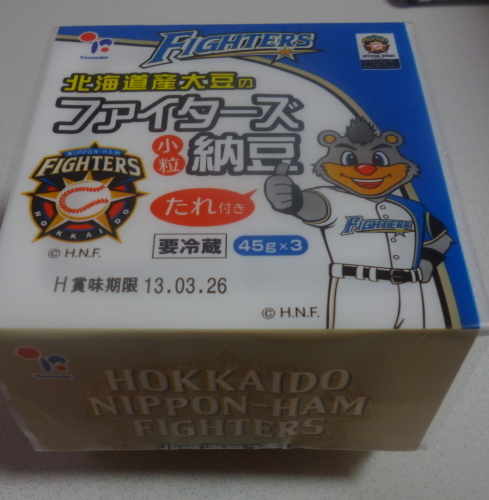 Yamadai
FIGHTERS
北海道産大豆の
ファイターズ
小粒
納豆
NIPPON-HAM
FIGHTERS
HOKKAIDO
たれ付き
FIGHTERS
© H.N.F.
要冷蔵
45g×3
H 賞味期限 13.03.26
© H.N.F.
HOKKAIDO
NIPPON-HAM
FIGHTERS